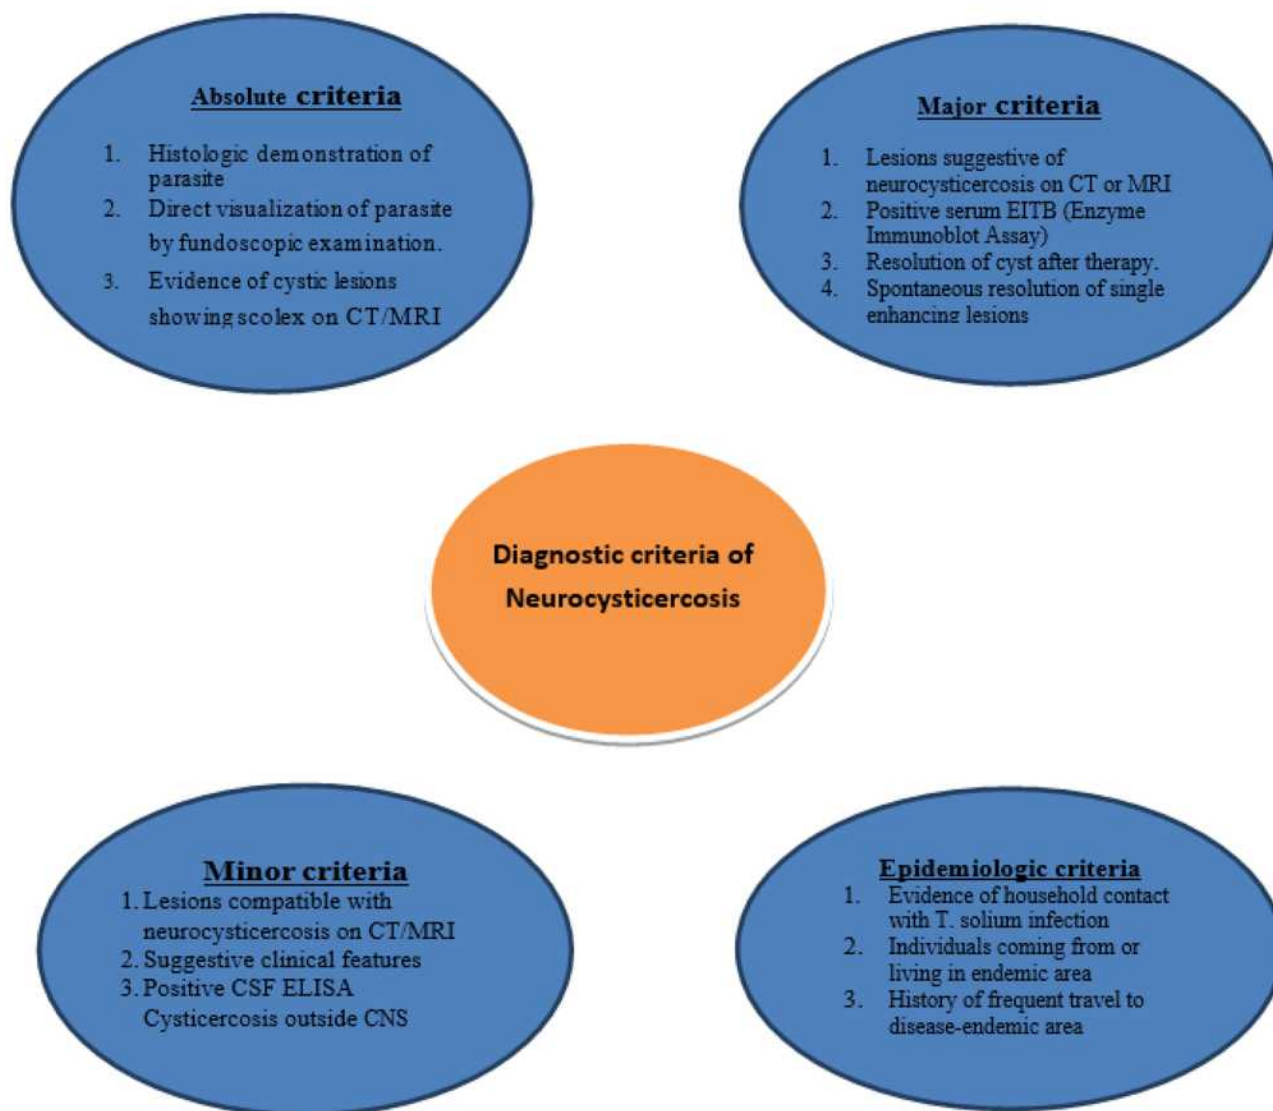 Absolute criteria
1. Histologic demonstration of
parasite
2. Direct visualization of parasite
by fundoscopic examination.
3. Evidence of cystic lesions
showing scolex on CT/MRI
Major criteria
1. Lesions suggestive of
neurocysticercosis on CT or MRI
2. Positive serum EITB (Enzyme
Immunoblot Assay)
3. Resolution of cyst after therapy.
4. Spontaneous resolution of single
enhancing lesions
Diagnostic criteria of
Neurocysticercosis
Minor criteria
1. Lesions compatible with
neurocysticercosis on CT/MRI
2. Suggestive clinical features
3. Positive CSF ELISA
Cysticercosis outside CNS
Epidemiologic criteria
1. Evidence of household contact
with T. solium infection
2. Individuals coming from or
living in endemic area
3. History of frequent travel to
disease-endemic area